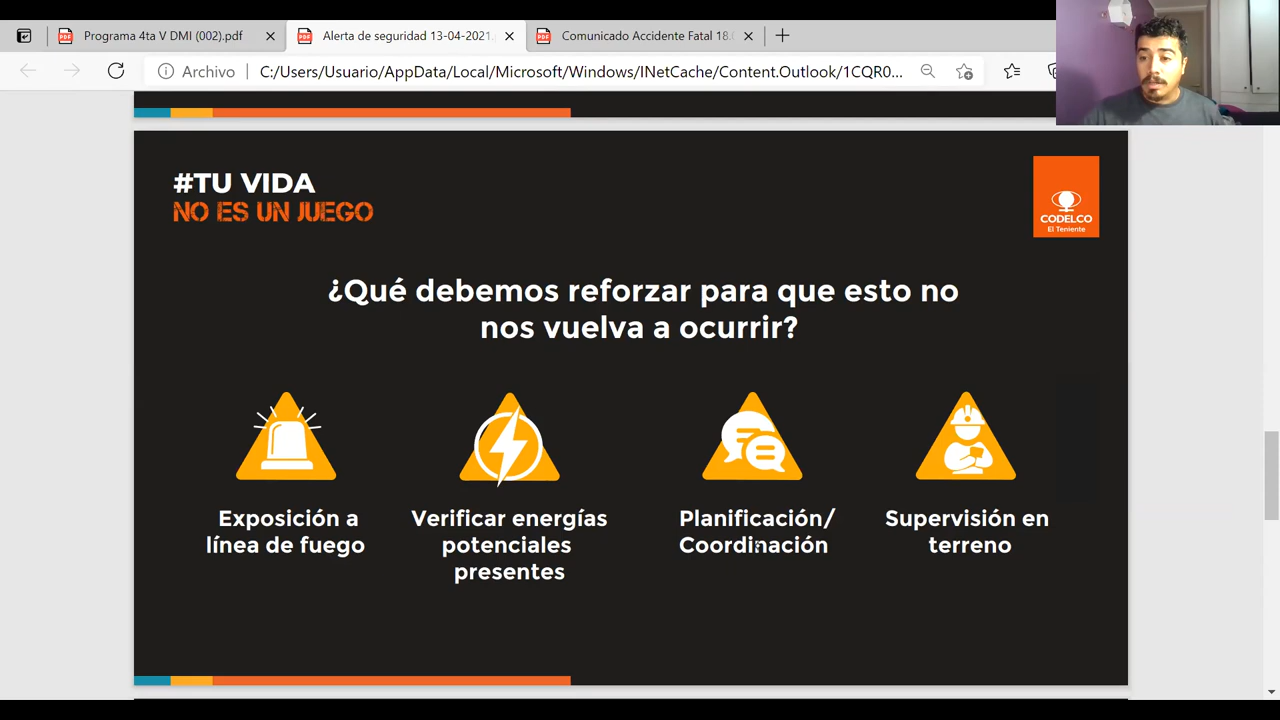 Programa 4ta V DMI (002).pdf
Alerta de seguridad 13-04-2021.
Comunicado Accidente Fatal 18.
Archivo
C:/Users/Usuario/AppData/Local/Microsoft/Windows/INetCache/Content.Outlook/1CQR0...
#TU VIDA
NO ES UN JUEGO
CODELCO
El Teniente
¿Qué debemos reforzar para que esto no
nos vuelva a ocurrir?
Exposición a
línea de fuego
Verificar energías
potenciales
presentes
Planificación/
Coordinación
Supervisión en
terreno